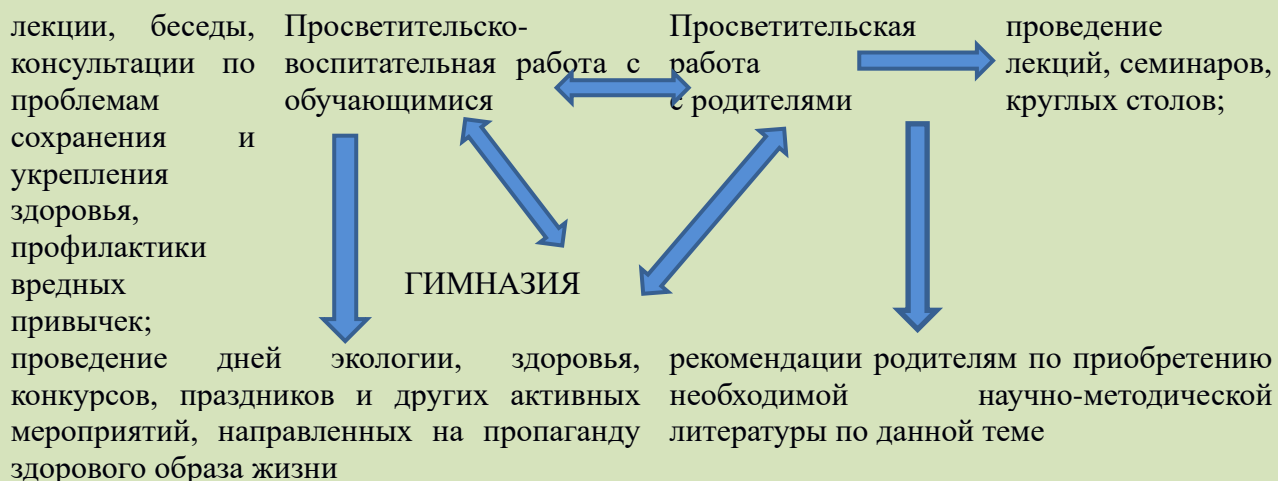 лекции, беседы,
консультации по
проблемам
сохранения и
укрепления
здоровья,
профилактики
вредных
привычек;
Просветительско-
воспитательная работа с
обучающимися
Просветительская
работа
с родителями
проведение
лекций, семинаров,
круглых столов;
ГИМНАЗИЯ
проведение дней экологии, здоровья,
конкурсов, праздников и других активных
мероприятий, направленных на пропаганду
здорового образа жизни
рекомендации родителям по приобретению
необходимой научно-методической
литературы по данной теме